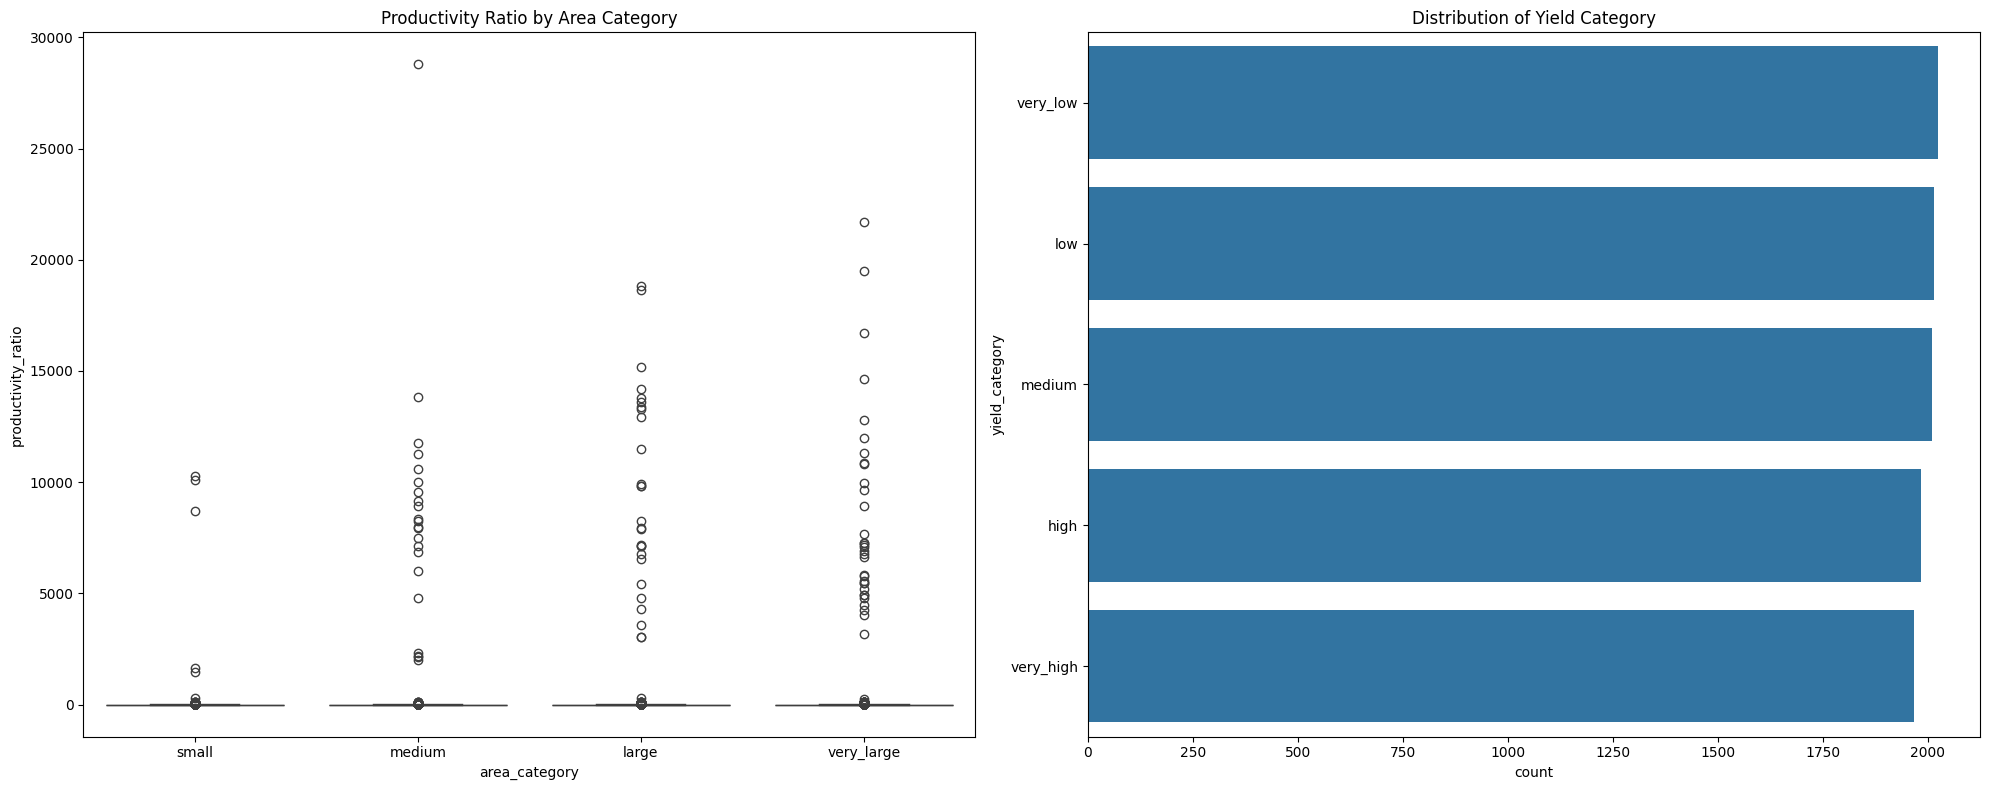 Productivity Ratio by Area Category
30000
25000
20000
15000
10000
5000
0
productivity_ratio
small medium large very_large
area_category
Distribution of Yield Category
very_low
low
medium
high
very_high
yield_category
0 250 500 750 1000 1250 1500 1750 2000
count